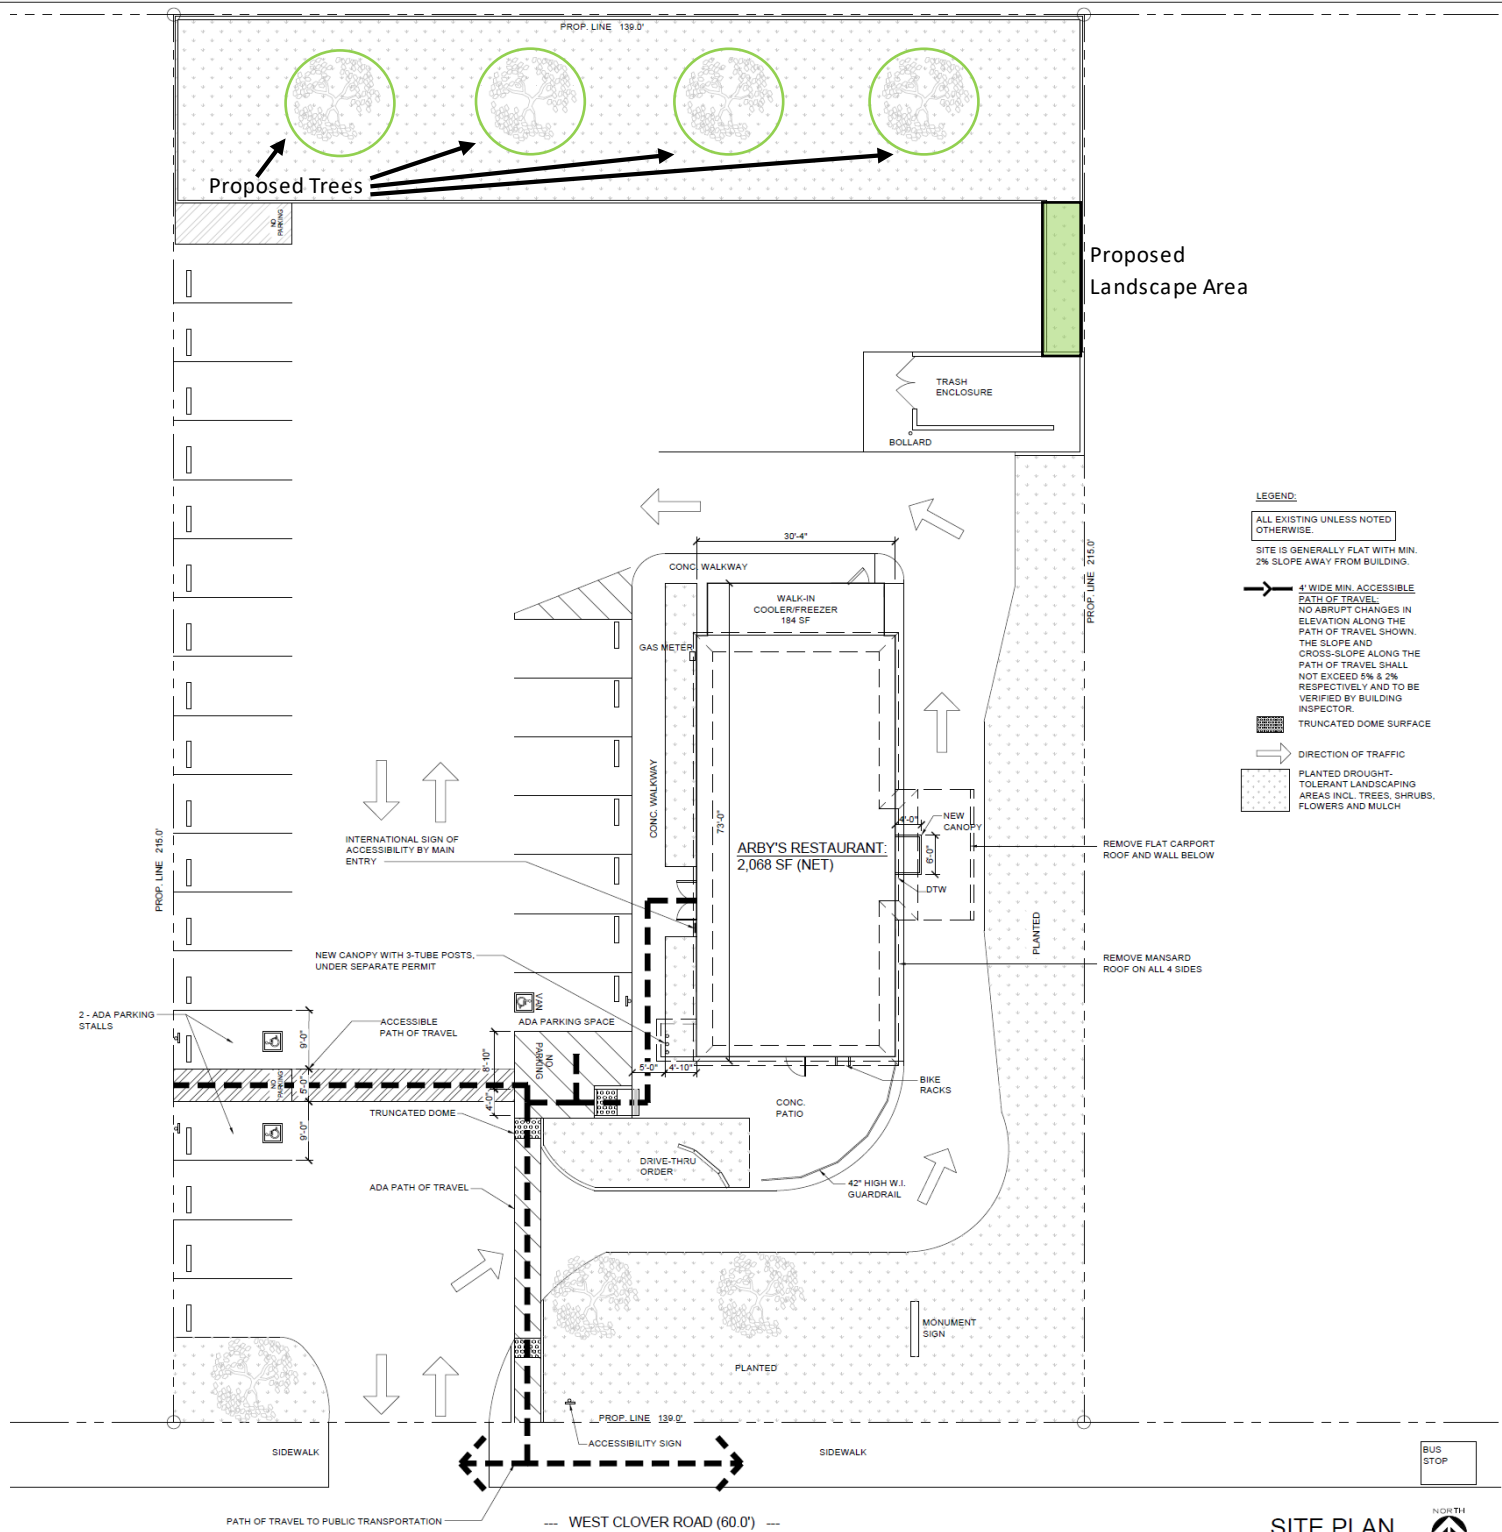 PROP. LINE 139.0'
Proposed Trees
NO
PARKING
Proposed
Landscape Area
TRASH
ENCLOSURE
BOLLARD
LEGEND:
ALL EXISTING UNLESS NOTED
OTHERWISE.
SITE IS GENERALLY FLAT WITH MIN.
2% SLOPE AWAY FROM BUILDING.
4' WIDE MIN. ACCESSIBLE
PATH OF TRAVEL:
NO ABRUPT CHANGES IN
ELEVATION ALONG THE
PATH OF TRAVEL SHOWN.
THE SLOPE AND
CROSS-SLOPE ALONG THE
PATH OF TRAVEL SHALL
NOT EXCEED 5% & 2%
RESPECTIVELY AND TO BE
VERIFIED BY BUILDING
INSPECTOR.
TRUNCATED DOME SURFACE
DIRECTION OF TRAFFIC
PLANTED DROUGHT-
TOLERANT LANDSCAPING
AREAS INCL. TREES, SHRUBS,
FLOWERS AND MULCH
30'-4"
CONC. WALKWAY
PROP. LINE 215.0'
WALK-IN
COOLER/FREEZER
184 SF
GAS METER
CONC. WALKWAY
73'-0"
4'-0"
NEW
CANOPY
6'-0"
INTERNATIONAL SIGN OF
ACCESSIBILITY BY MAIN
ENTRY
ARBY'S RESTAURANT:
2,068 SF (NET)
REMOVE FLAT CARPORT
ROOF AND WALL BELOW
DTW
PROP. LINE 215.0'
PLANTED
NEW CANOPY WITH 3-TUBE POSTS,
UNDER SEPARATE PERMIT
REMOVE MANSARD
ROOF ON ALL 4 SIDES
VAN
2 - ADA PARKING
STALLS
ACCESSIBLE
PATH OF TRAVEL
ADA PARKING SPACE
9'-0"
8'-10"
NO
PARKING
5'-0"
4'-10"
NO
PARKING
5'-0"
4'-0"
BIKE
RACKS
CONC.
PATIO
TRUNCATED DOME
9'-0"
DRIVE-THRU
ORDER
ADA PATH OF TRAVEL
42" HIGH W.I.
GUARDRAIL
MONUMENT
SIGN
PLANTED
PROP. LINE 139.0'
SIDEWALK
ACCESSIBILITY SIGN
SIDEWALK
BUS
STOP
PATH OF TRAVEL TO PUBLIC TRANSPORTATION
--- WEST CLOVER ROAD (60.0') ---
SITE PLAN
NORTH